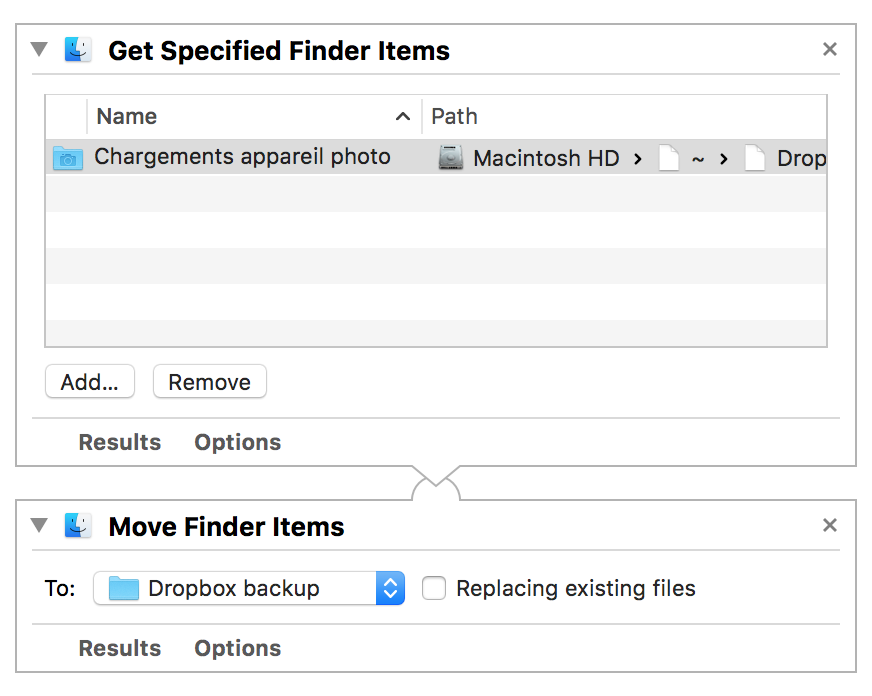 Get Specified Finder Items
Name Path
Chargements appareil photo Macintosh HD › ~ › Drop
Add... Remove
Results Options
Move Finder Items
To: Dropbox backup Replacing existing files
Results Options